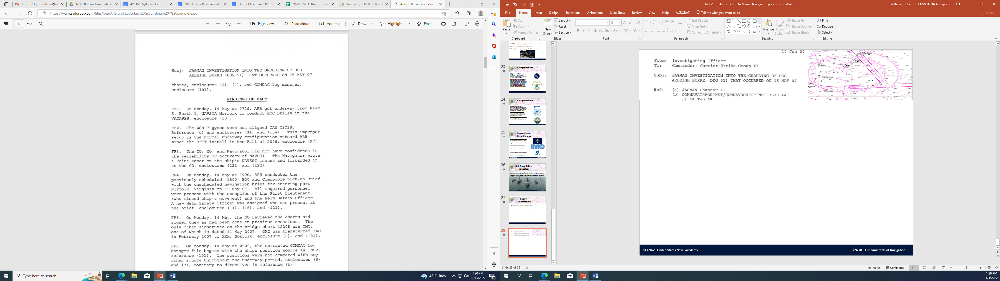 Inbox (230) - rwilhelm@us
NN220 - Fundamentals of
AY 2023 Syllabus.docx - Go
2019 Officer Professional C
Draft of Combined PCC - G
NN220 SKED Brainstormin
Welcome, ROBERT – Black
Arleigh Burke Grounding -
https://www.sailorbob.com/files/foia/Arleigh%20Burke%20Grounding%20-%20complete.pdf
4 of 21
Page view
Read aloud
Add text
Draw
Highlight
Erase
Subj: JAGMAN INVESTIGATION INTO THE GROUDING OF USS
ARLEIGH BURKE (DDG 51) THAT OCCURRED ON 15 MAY 07
charts, enclosures (2), (4), and COMDAC log manager,
enclosure (101).
FINDINGS OF FACT
FF1. On Monday, 14 May at 0726, ARB got underway from Pier
5, Berth 1, NAVSTA Norfolk to conduct EOC Drills in the
VACAPES, enclosure (10).
FF2. The WSN-7 gyros were not aligned IAW CSOSS.
Reference (c) and enclosures (34) and (104). This improper
setup is the normal underway configuration onboard ARB
since the BFTT install in the Fall of 2006, enclosure (97).
FF3. The CO, XO, and Navigator did not have confidence in
the reliability or accuracy of NAVSSI. The Navigator wrote
a Point Paper on the ship's NAVSSI issues and forwarded it
to the CO, enclosures (121) and (122).
FF4. On Monday, 14 May at 1900, ARB conducted the
previously scheduled (1800) EOC and Commodore pick-up Brief
with the unscheduled navigation brief for entering port
Norfolk, Virginia on 15 May 07. All required personnel
were present with the exception of the First Lieutenant,
(who missed ship's movement) and the Helm Safety Officer.
A new Helm Safety Officer was assigned who was present at
the brief, enclosures (14), (15), and (121).
FF5. On Monday, 14 May, the CO reviewed the charts and
signed them as had been done on previous occasions. The
only other signatures on the bridge chart 12208 are QMC,
one of which is dated 11 May 2007. QMC was transferred TAD
in February 2007 to XXX, Norfolk, enclosure (2), and (121).
FF6. On Monday, 14 May at 2000, the extracted COMDAC Log
Manager file begins with the ships position source as INS2,
reference (101). The positions were not compared with any
other source throughout the underway period, enclosures (6)
and (7), contrary to directives in reference (b).
Type here to search
45°F Rain
1:20 PM
11/15/2022
17
NN220-01-Introduction to Marine Navigation.pptx - PowerPoint
Wilhelm, Robert G LT USN USNA Annapolis
File
Home
Insert
Design
Transitions
Animations
Slide Show
Review
View
Help
ACROBAT
Tell me what you want to do
Share
Paste
Cut
Copy
Format Painter
Clipboard
New
Slide
Layout
Reset
Section
Slides
18
Font
Paragraph
Text Direction
Align Text
Convert to SmartArt
Arrange
Quick
Styles
Shape Fill
Shape Outline
Shape Effects
Drawing
Find
Replace
Select
Editing
23
U.S. Organizations
24
U.S. Organizations
25
International
Organizations
IMO
IALA
26
U.S. Navy Role in
Navigation
27
Back to
Fundamentals
28
14 Jun 07
From: Investigating Officer
To: Commander, Carrier Strike Group XX
Subj: JAGMAN INVESTIGATION INTO THE GROUDING OF USS
ARLEIGH BURKE (DDG 51) THAT OCCURRED ON 15 MAY 07
Ref: (a) JAGMAN Chapter II
(b) COMNAVAIRFORINST/COMNAVSURFORINST 3530.4A
of 24 Feb 05
SEANAV I United States Naval Academy
NN220 – Fundamentals of Navigation
Slide 28 of 28
Notes
Comments
110%
1:20 PM
11/15/2022